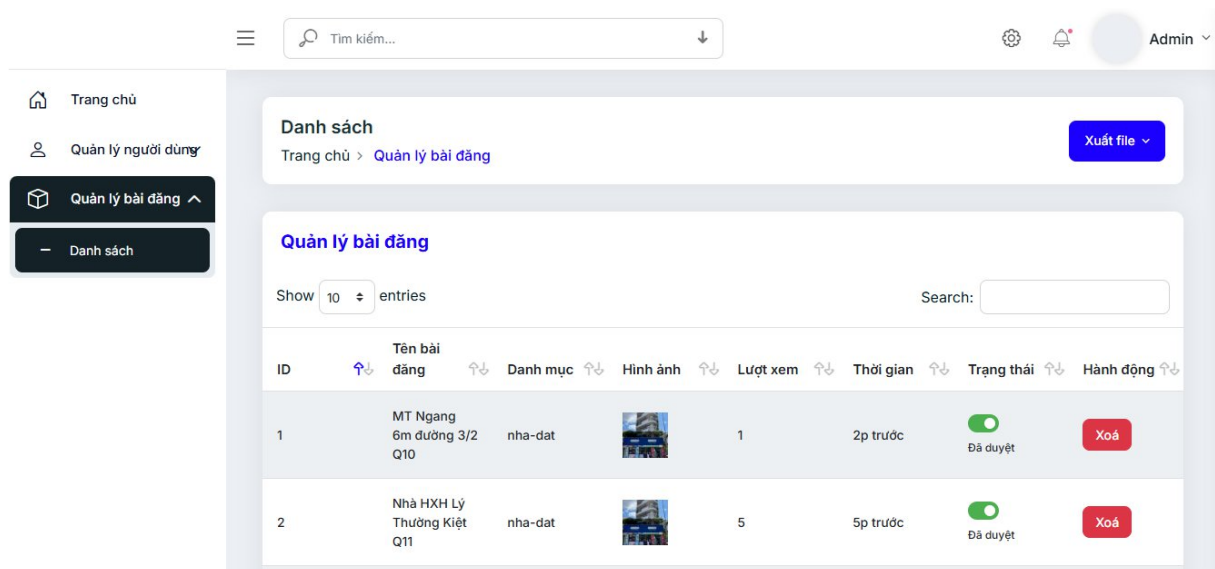 Tìm kiếm...
Admin
Trang chủ
Quản lý người dùng
Quản lý bài đăng
Danh sách
Danh sách
Trang chủ > Quản lý bài đăng
Xuất file
Quản lý bài đăng
Show 10 entries
Search:
ID Tên bài đăng Danh mục Hình ảnh Lượt xem Thời gian Trạng thái Hành động
1 MT Ngang 6m đường 3/2 Q10 nha-dat 1 2p trước Đã duyệt Xoá
2 Nhà HXH Lý Thường Kiệt Q11 nha-dat 5 5p trước Đã duyệt Xoá